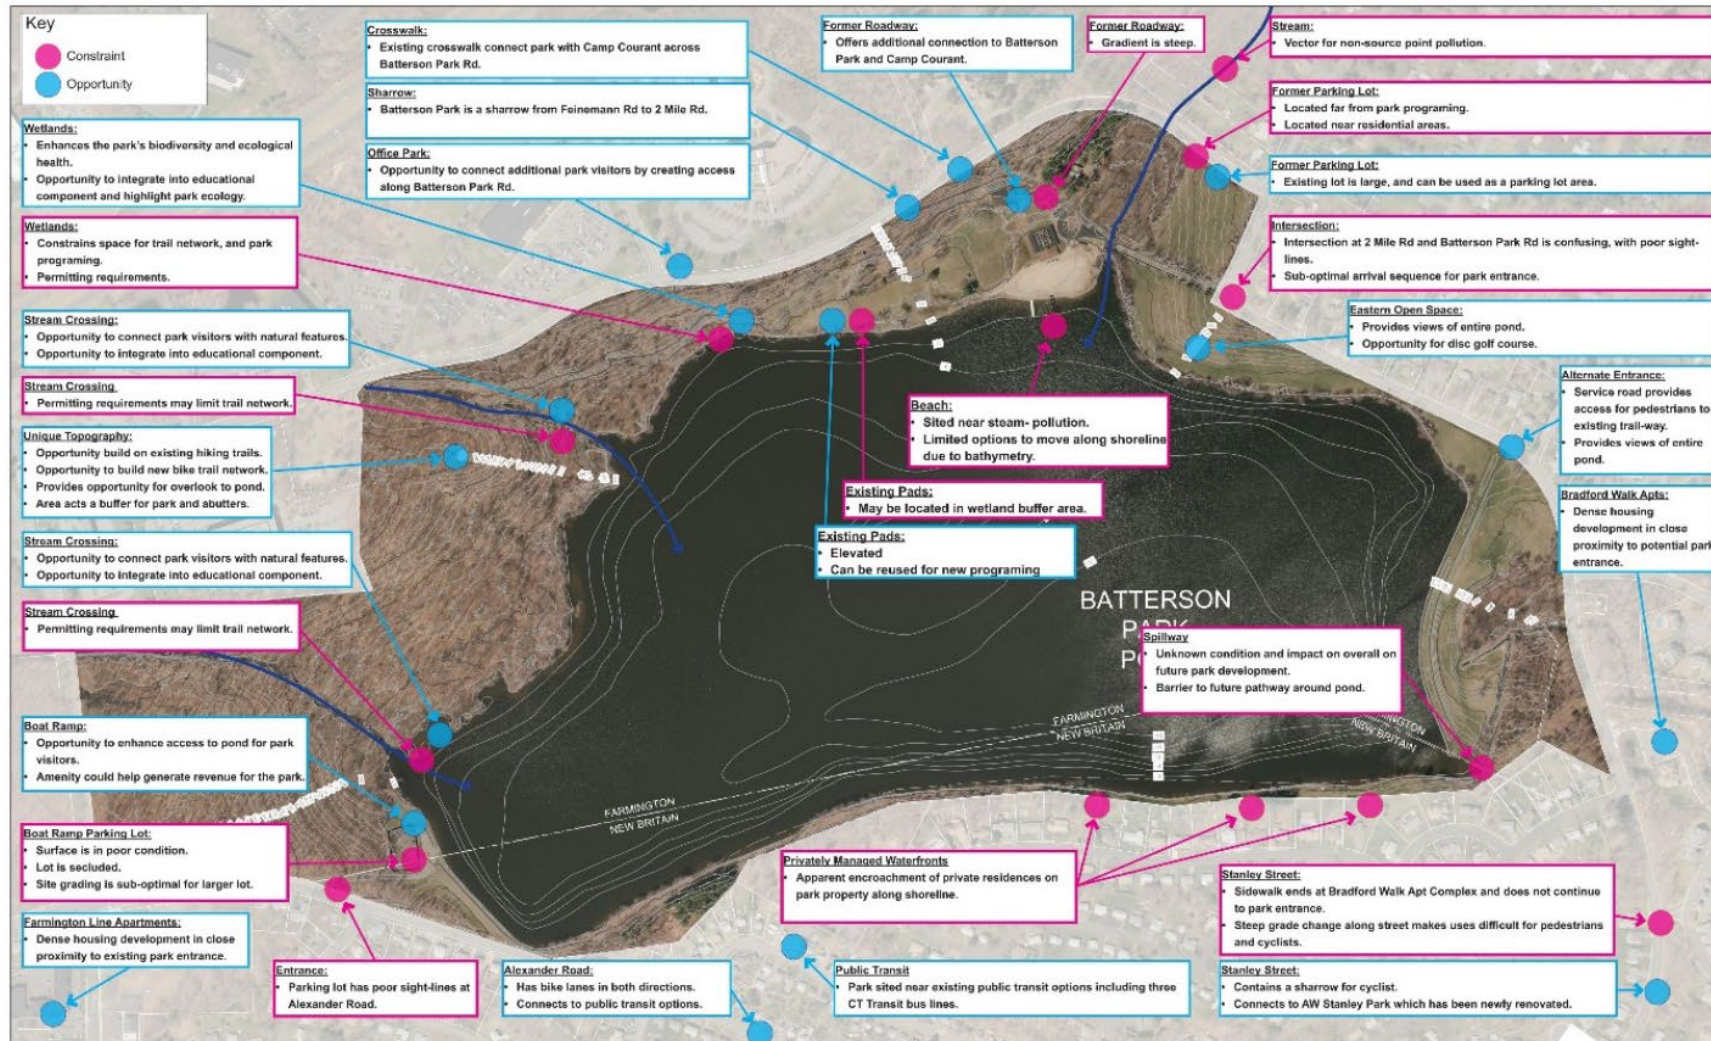 Key
Constraint
Opportunity
Crosswalk:
• Existing crosswalk connect park with Camp Courant across
Batterson Park Rd.
Sharrow:
• Batterson Park is a sharrow from Feinemann Rd to 2 Mile Rd.
Office Park:
• Opportunity to connect additional park visitors by creating access
along Batterson Park Rd.
Former Roadway:
• Offers additional connection to Batterson
Park and Camp Courant.
Former Roadway:
• Gradient is steep.
Stream:
• Vector for non-source point pollution.
Former Parking Lot:
• Located far from park programing.
• Located near residential areas.
Former Parking Lot:
• Existing lot is large, and can be used as a parking lot area.
Intersection:
• Intersection at 2 Mile Rd and Batterson Park Rd is confusing, with poor sight-
lines.
• Sub-optimal arrival sequence for park entrance.
Eastern Open Space:
• Provides views of entire pond.
• Opportunity for disc golf course.
Alternate Entrance:
• Service road provides
access for pedestrians to
existing trail-way.
• Provides views of entire
pond.
Bradford Walk Apts:
• Dense housing
development in close
proximity to potential park
entrance.
Wetlands:
• Enhances the park's biodiversity and ecological
health.
• Opportunity to integrate into educational
component and highlight park ecology.
Wetlands:
• Constrains space for trail network, and park
programing.
• Permitting requirements.
Stream Crossing:
• Opportunity to connect park visitors with natural features.
• Opportunity to integrate into educational component.
Stream Crossing
• Permitting requirements may limit trail network.
Unique Topography:
• Opportunity build on existing hiking trails.
• Opportunity to build new bike trail network.
• Provides opportunity for overlook to pond.
• Area acts a buffer for park and abutters.
Stream Crossing:
• Opportunity to connect park visitors with natural features.
• Opportunity to integrate into educational component.
Stream Crossing
• Permitting requirements may limit trail network.
Boat Ramp:
• Opportunity to enhance access to pond for park
visitors.
• Amenity could help generate revenue for the park.
Boat Ramp Parking Lot:
• Surface is in poor condition.
• Lot is secluded.
• Site grading is sub-optimal for larger lot.
Farmington Line Apartments:
• Dense housing development in close
proximity to existing park entrance.
Beach:
• Sited near steam- pollution.
• Limited options to move along shoreline
due to bathymetry.
Existing Pads:
• May be located in wetland buffer area.
Existing Pads:
• Elevated
• Can be reused for new programing
BATTERSON
PARK
Spillway
• Unknown condition and impact on overall on
future park development.
• Barrier to future pathway around pond.
FARMINGTON
NEW BRITAIN
FARMINGTON
NEW BRITAIN
NEW BRITAIN
Privately Managed Waterfronts
• Apparent encroachment of private residences on
park property along shoreline.
Stanley Street:
• Sidewalk ends at Bradford Walk Apt Complex and does not continue
to park entrance.
• Steep grade change along street makes uses difficult for pedestrians
and cyclists.
Entrance:
• Parking lot has poor sight-lines at
Alexander Road.
Alexander Road:
• Has bike lanes in both directions.
• Connects to public transit options.
Public Transit
• Park sited near existing public transit options including three
CT Transit bus lines.
Stanley Street:
• Contains a sharrow for cyclist.
• Connects to AW Stanley Park which has been newly renovated.